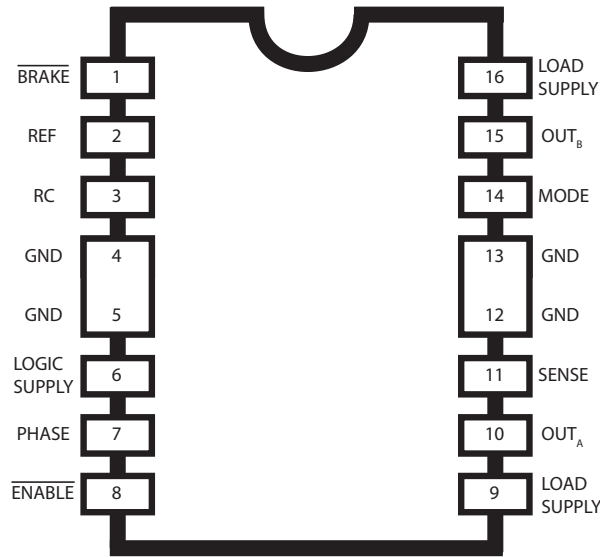 BRAKE 1
REF 2
RC 3
GND 4
GND 5
LOGIC
SUPPLY 6
PHASE 7
ENABLE 8
16 LOAD
SUPPLY
15 OUTB
14 MODE
13 GND
12 GND
11 SENSE
10 OUTA
9 LOAD
SUPPLY